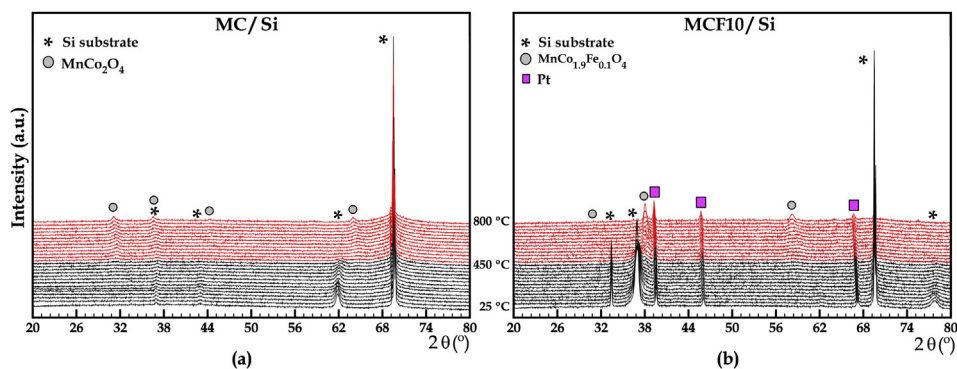 MC/ Si
* Si substrate
MnCo₂O₄
*
*
*
*
Intensity (a.u.)
20 26 32 38 44 50 56 62 68 74 80
2θ(º)
(a)
800 °C
450 °C
25 °C
MCF10/ Si
* Si substrate
MnCo₁.₉Fe₀.₁O₄
Pt
*
*
*
*
20 26 32 38 44 50 56 62 68 74 80
2θ(º)
(b)